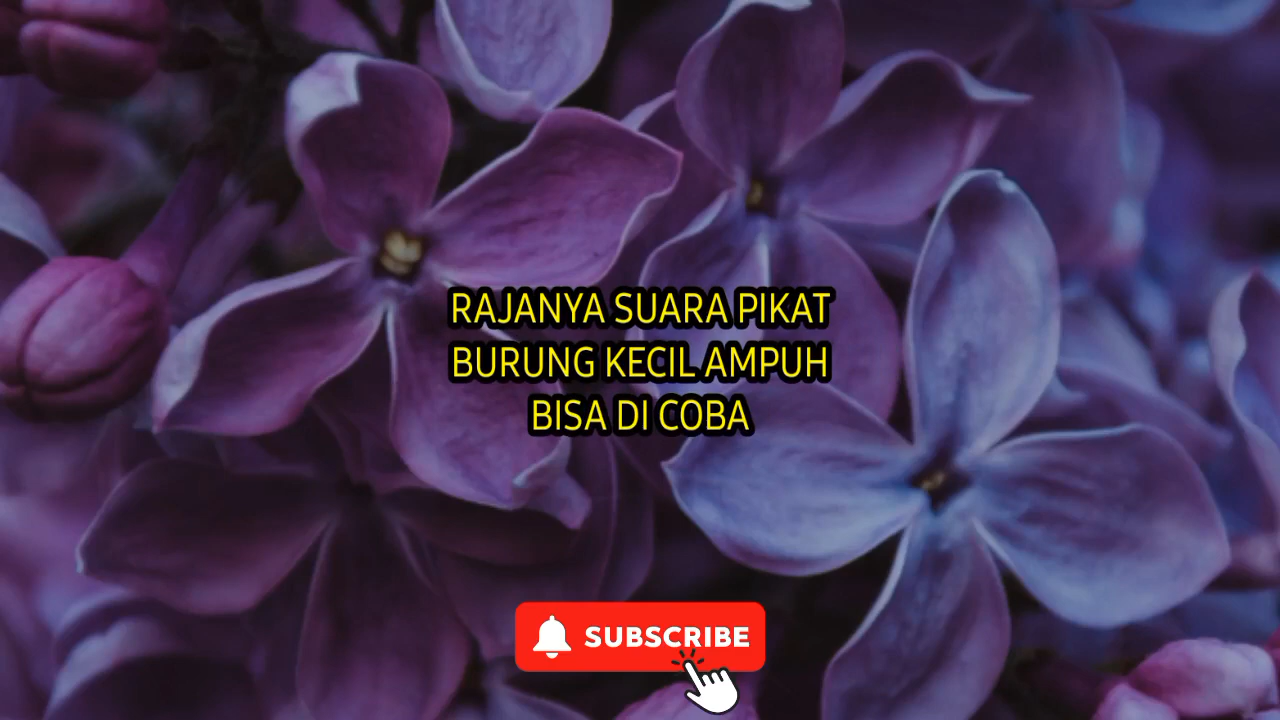 RAJANYA SUARA PIKAT
BURUNG KECIL AMPUH
BISA DI COBA
SUBSCRIBE